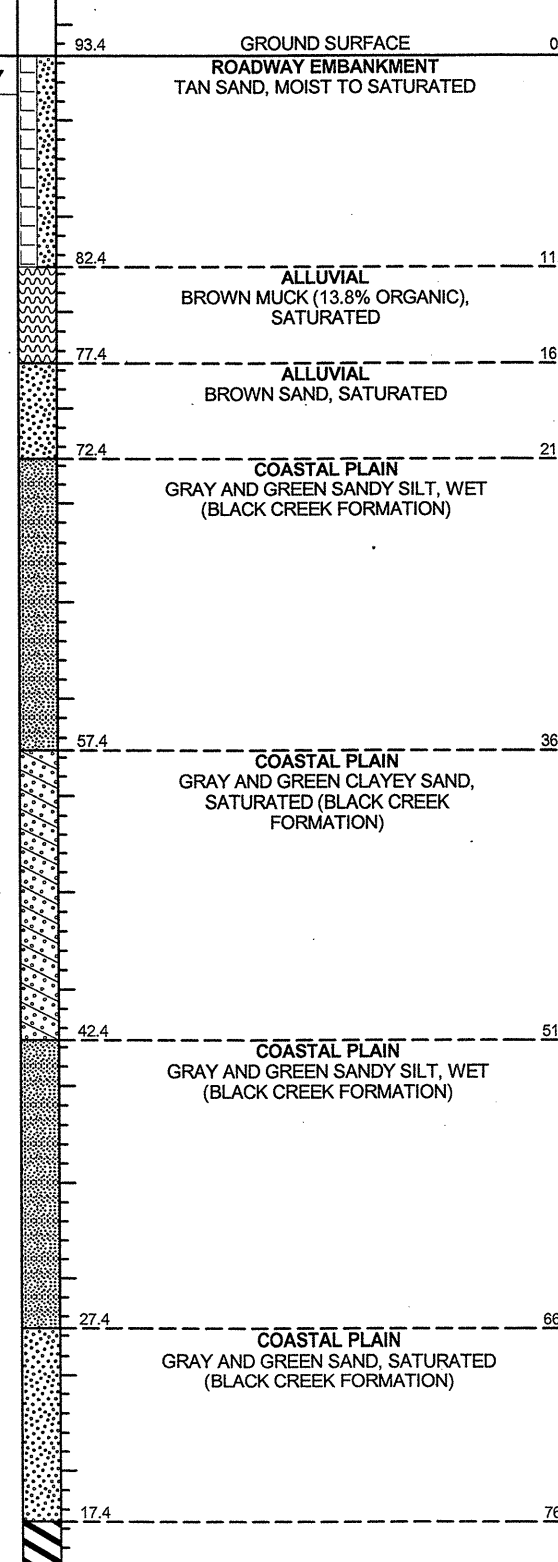 93.4 GROUND SURFACE 0
ROADWAY EMBANKMENT
TAN SAND, MOIST TO SATURATED
82.4 11
ALLUVIAL
BROWN MUCK (13.8% ORGANIC),
SATURATED
77.4 16
ALLUVIAL
BROWN SAND, SATURATED
72.4 21
COASTAL PLAIN
GRAY AND GREEN SANDY SILT, WET
(BLACK CREEK FORMATION)
57.4 36
COASTAL PLAIN
GRAY AND GREEN CLAYEY SAND,
SATURATED (BLACK CREEK
FORMATION)
42.4 51
COASTAL PLAIN
GRAY AND GREEN SANDY SILT, WET
(BLACK CREEK FORMATION)
27.4 66
COASTAL PLAIN
GRAY AND GREEN SAND, SATURATED
(BLACK CREEK FORMATION)
17.4 76